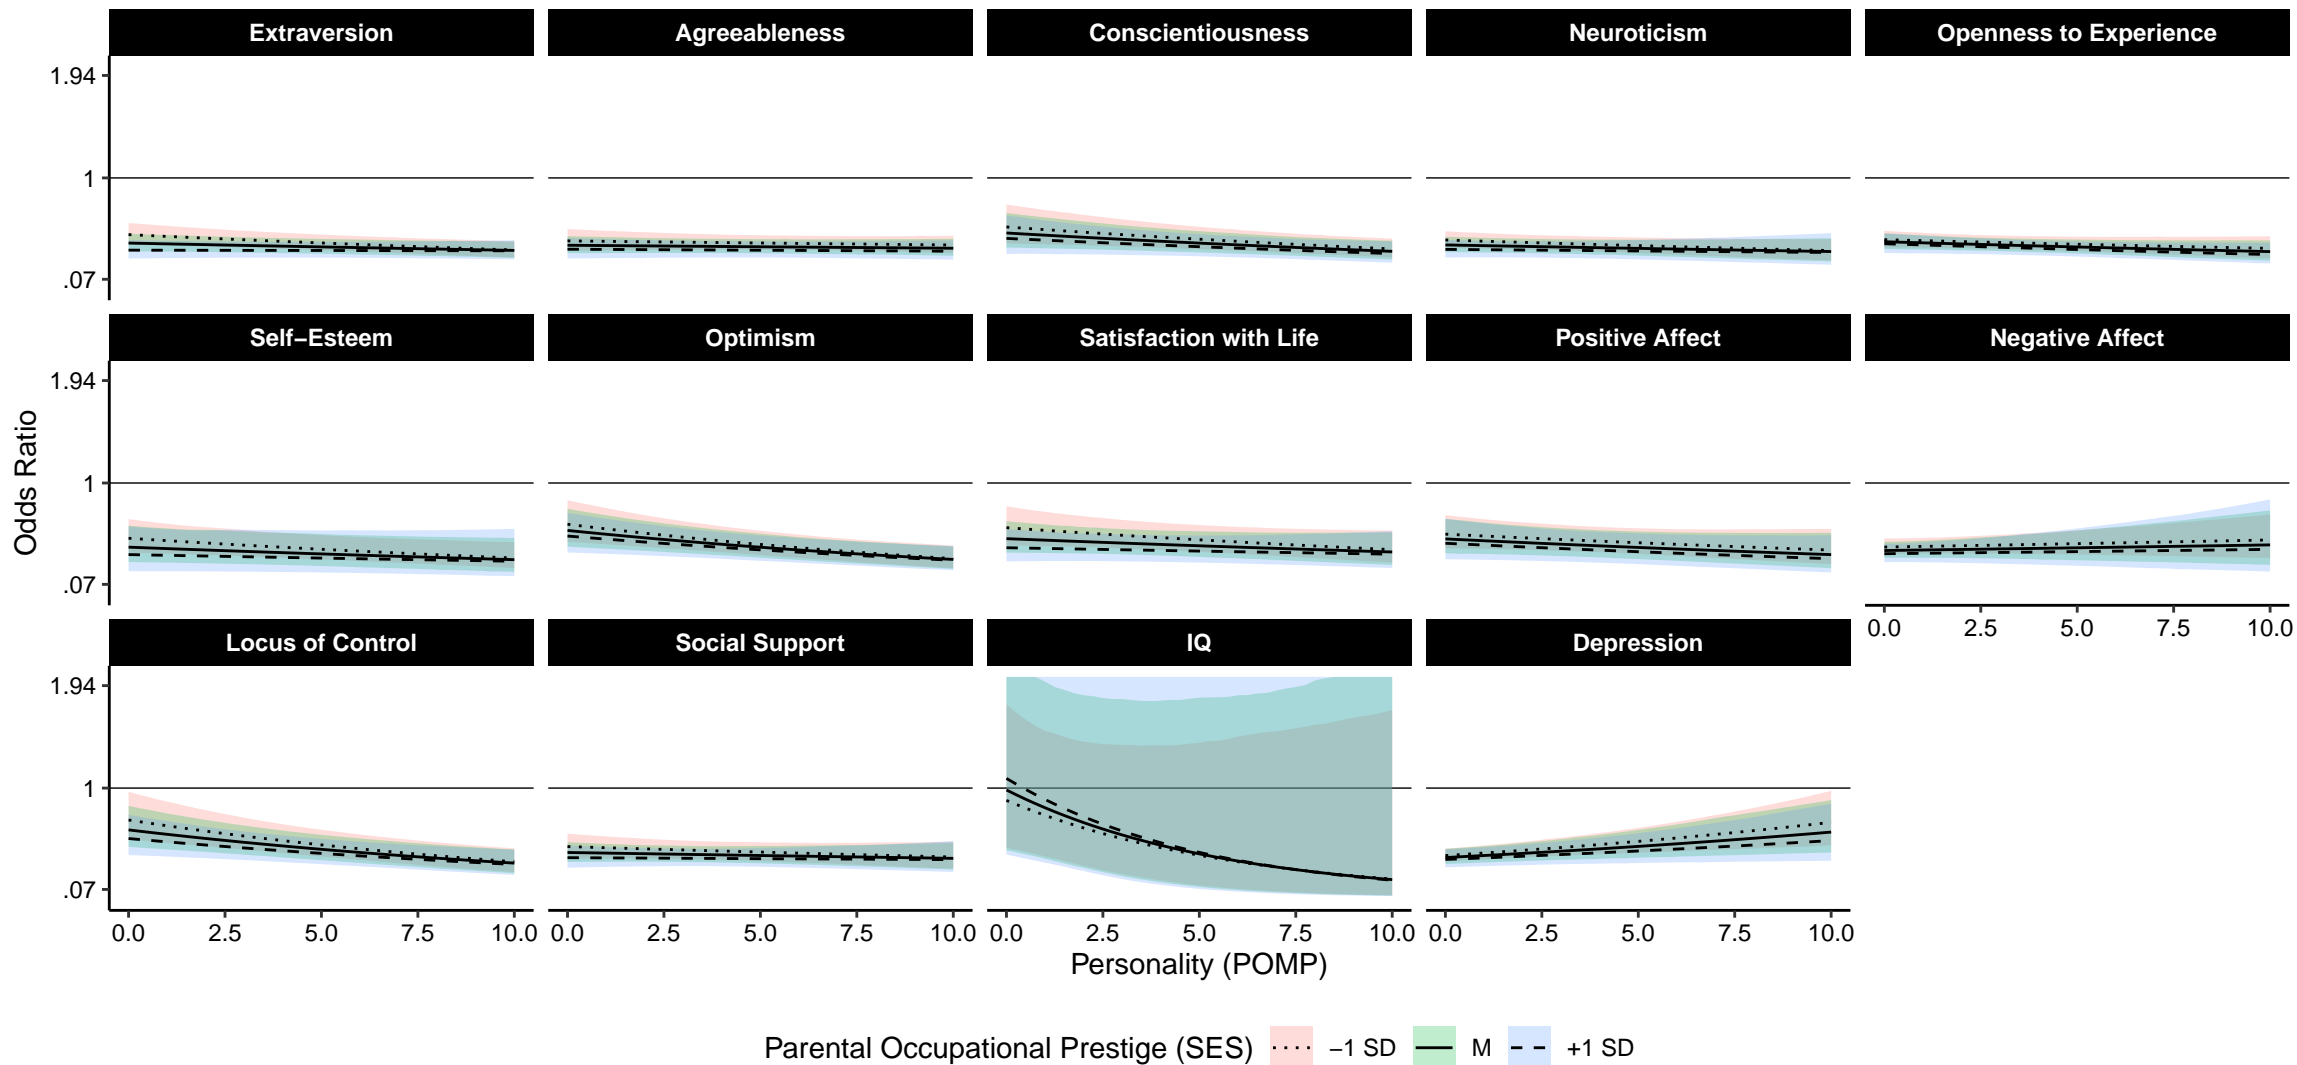 Extraversion Agreeableness Conscientiousness Neuroticism Openness to Experience
1.94
1
.07
Self−Esteem Optimism Satisfaction with Life Positive Affect Negative Affect
1.94
1
.07
0.0 2.5 5.0 7.5 10.0
Odds Ratio
Locus of Control Social Support IQ Depression
1.94
1
.07
0.0 2.5 5.0 7.5 10.0 0.0 2.5 5.0 7.5 10.0 0.0 2.5 5.0 7.5 10.0 0.0 2.5 5.0 7.5 10.0
Personality (POMP)
Parental Occupational Prestige (SES) −1 SD M +1 SD